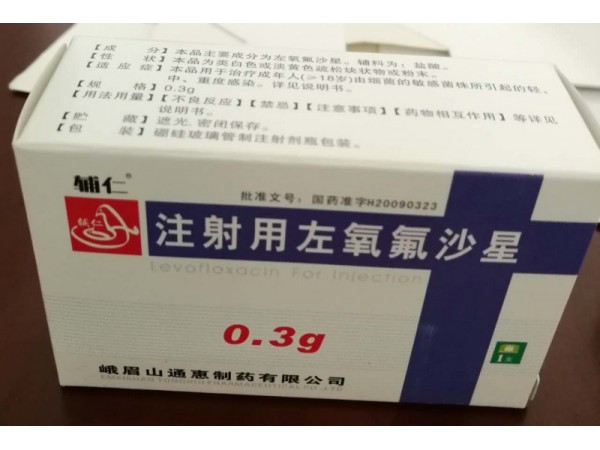 【成 分】本品主要成分为左氧氟沙星。辅料为：盐酸。
【性 状】本品为类白色或淡黄色疏松块状物或粉末。
【适 应 症】本品用于治疗成年人(≥18岁)由细菌的敏感菌株所引起的轻、
中、重度感染。详见说明书。
【规 格】0.3g
【用法用量】【不良反应】【禁忌】【注意事项】【药物相互作用】等详见
说明书。
【贮 藏】遮光,密闭保存。
【包 装】硼硅玻璃管制注射剂瓶包装。
辅仁®
批准文号：国药准字H20090323
辅仁
注射用左氧氟沙星
Levofloxacin For Injection
0.3g
1支
峨眉山通惠制药有限公司
EMEISHAN TONGHUI PHARMACEUTICAL CO.,LTD